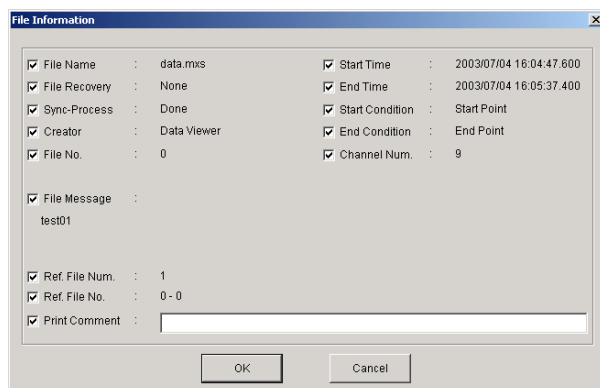 File Information
File Name : data.mxs
File Recovery : None
Sync-Process : Done
Creator : Data Viewer
File No. : 0
Start Time : 2003/07/04 16:04:47.600
End Time : 2003/07/04 16:05:37.400
Start Condition : Start Point
End Condition : End Point
Channel Num. : 9
File Message :
test01
Ref. File Num. : 1
Ref. File No. : 0 - 0
Print Comment :
OK
Cancel